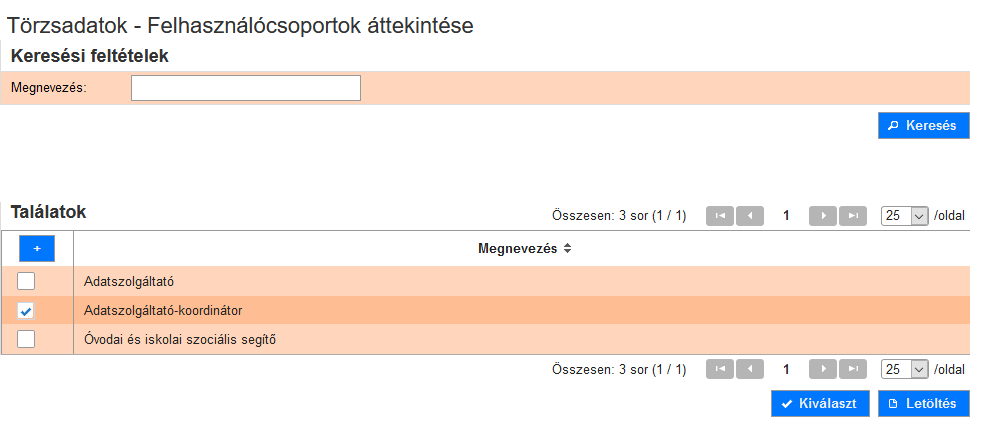 Törzsadatok - Felhasználócsoportok áttekintése
Keresési feltételek
Megnevezés:
Keresés
Találatok
Összesen: 3 sor (1 / 1) 1 25 /oldal
+ Megnevezés
Adatszolgáltató
Adatszolgáltató-koordinátor
Óvodai és iskolai szociális segítő
Összesen: 3 sor (1 / 1) 1 25 /oldal
Kiválaszt Letöltés